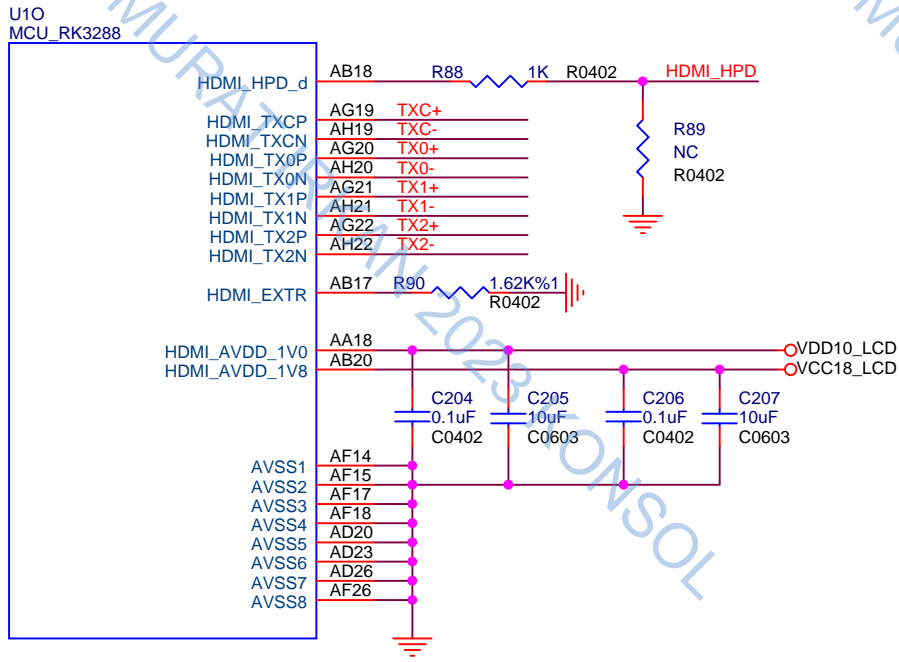 U1O
MCU_RK3288
HDMI_HPD_d AB18 R88 1K R0402 HDMI_HPD
HDMI_TXCP AG19 TXC+
HDMI_TXCN AH19 TXC-
HDMI_TX0P AG20 TX0+
HDMI_TX0N AH20 TX0-
HDMI_TX1P AG21 TX1+
HDMI_TX1N AH21 TX1-
HDMI_TX2P AG22 TX2+
HDMI_TX2N AH22 TX2-
R89
NC
R0402
HDMI_EXTR AB17 R90 1.62K%1
R0402
HDMI_AVDD_1V0 AA18 VDD10_LCD
HDMI_AVDD_1V8 AB20 VCC18_LCD
C204 C205 C206 C207
0.1uF 10uF 0.1uF 10uF
C0402 C0603 C0402 C0603
AVSS1 AF14
AVSS2 AF15
AVSS3 AF17
AVSS4 AF18
AVSS5 AD20
AVSS6 AD23
AVSS7 AD26
AVSS8 AF26